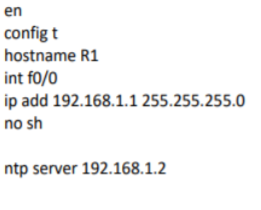 en
config t
hostname R1
int f0/0
ip add 192.168.1.1 255.255.255.0
no sh
ntp server 192.168.1.2